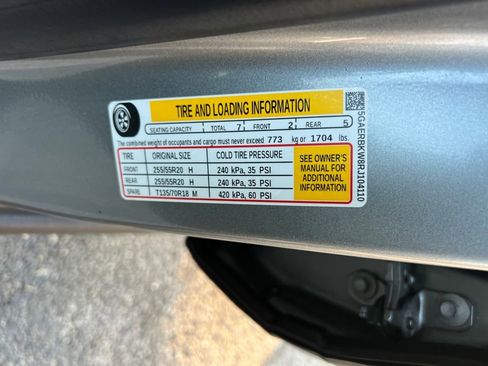 TIRE AND LOADING INFORMATION
SEATING CAPACITY TOTAL 7 FRONT 2 REAR 5
The combined weight of occupants and cargo must never exceed 773 kg or 1704 lbs.
TIRE ORIGINAL SIZE COLD TIRE PRESSURE
FRONT 255/55R20 H 240 kPa, 35 PSI
REAR 255/55R20 H 240 kPa, 35 PSI
SPARE T135/70R18 M 420 kPa, 60 PSI
SEE OWNER'S
MANUAL FOR
ADDITIONAL
INFORMATION
5GAERBKW8RJ104110